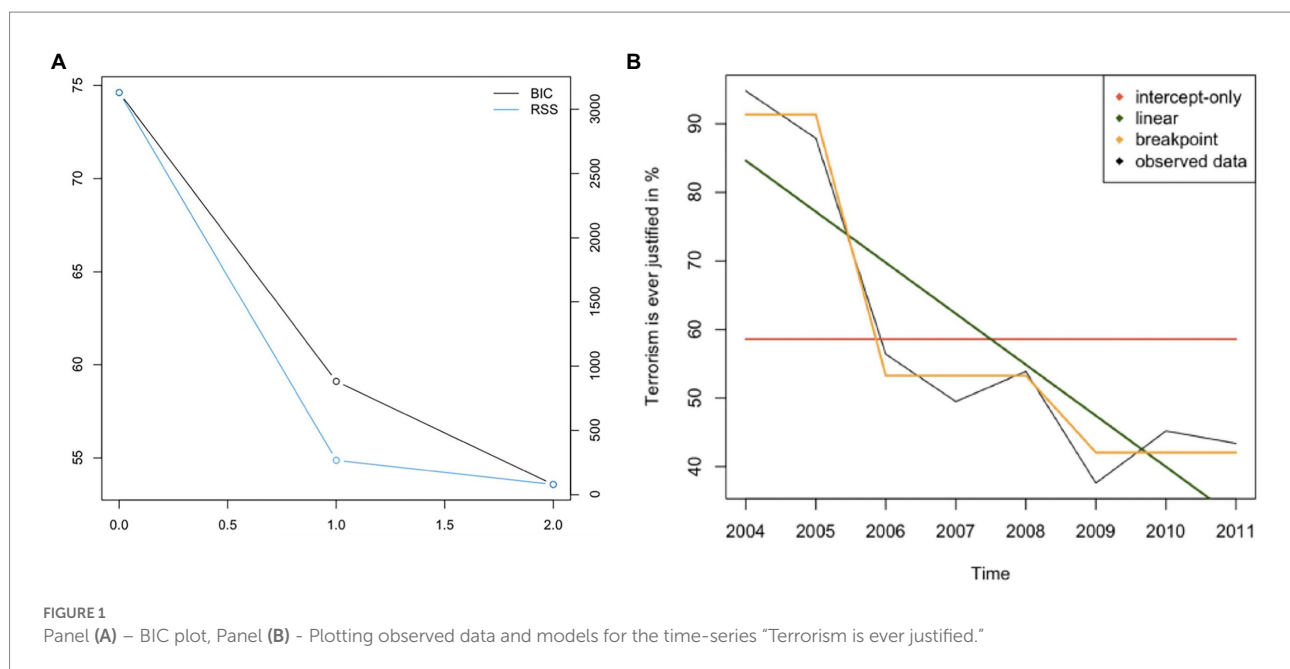 A
75
70
65
60
55
BIC
RSS
3000
2500
2000
1500
1000
500
0
0.0 0.5 1.0 1.5 2.0
B
Terrorism is ever justified in %
90
80
70
60
50
40
intercept-only
linear
breakpoint
observed data
2004 2005 2006 2007 2008 2009 2010 2011
Time
FIGURE 1
Panel (A) – BIC plot, Panel (B) - Plotting observed data and models for the time-series “Terrorism is ever justified.”